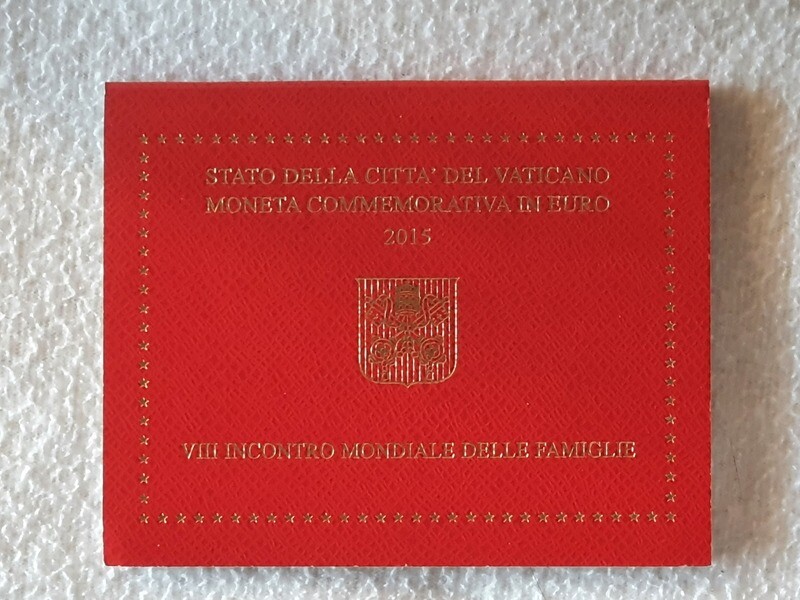 STATO DELLA CITTA' DEL VATICANO
MONETA COMMEMORATIVA IN EURO
2015
VIII INCONTRO MONDIALE DELLE FAMIGLIE